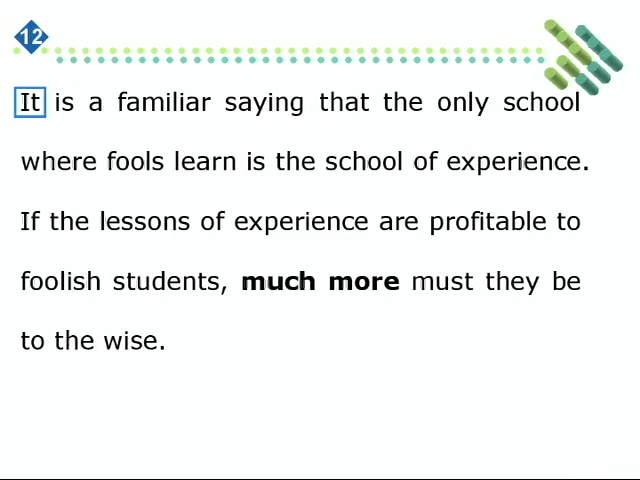 12
It is a familiar saying that the only school
where fools learn is the school of experience.
If the lessons of experience are profitable to
foolish students, much more must they be
to the wise.